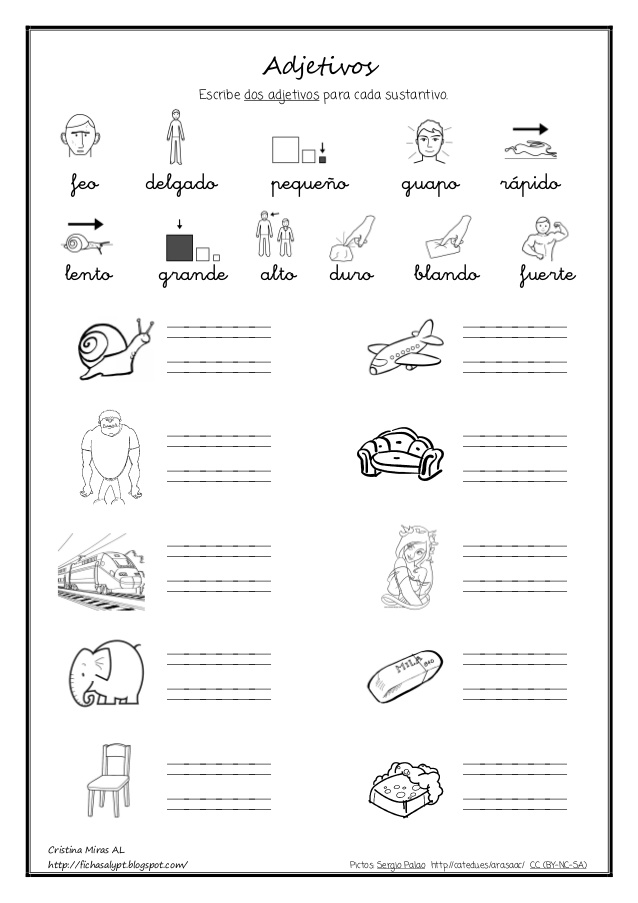 Adjetivos
Escribe dos adjetivos para cada sustantivo.
feo delgado pequeño guapo rápido
lento grande alto duro blando fuerte
MILAN
Cristina Miras AL
http://fichasalypt.blogspot.com/
Pictos: Sergio Palao http://catedu.es/arasaac/ CC (BY-NC-SA)